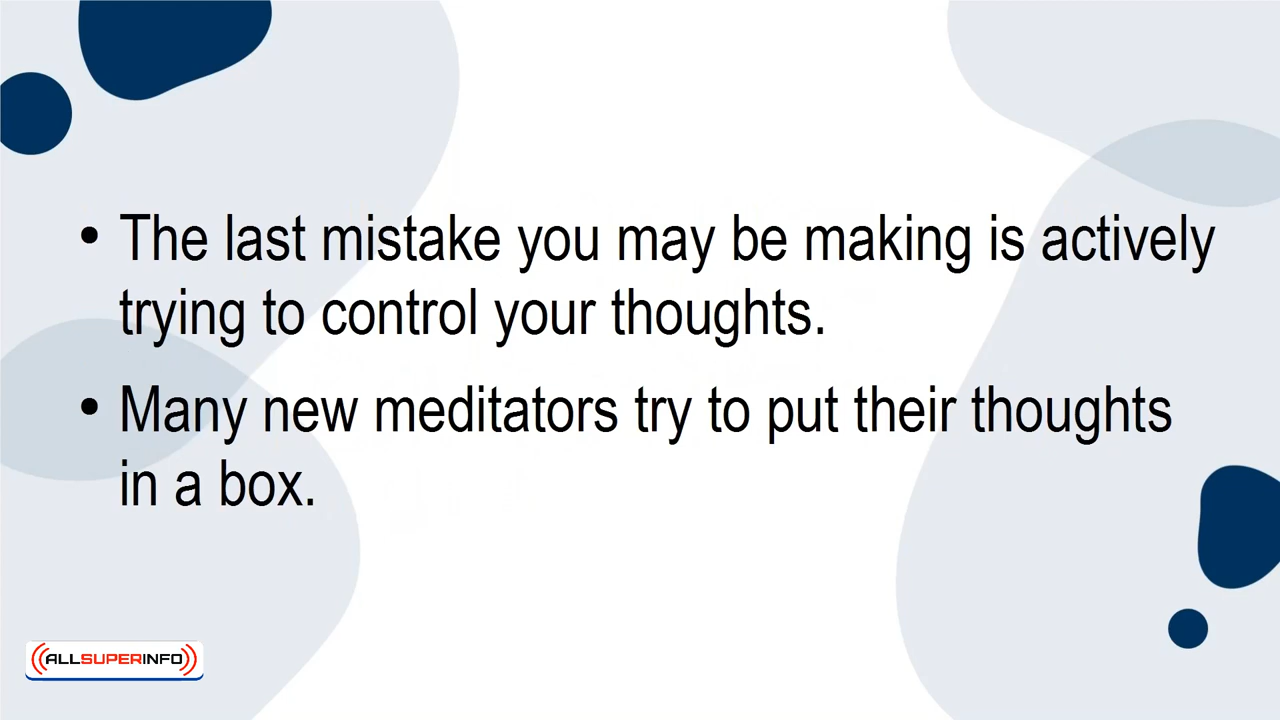 • The last mistake you may be making is actively
trying to control your thoughts.
• Many new meditators try to put their thoughts
in a box.
ALLSUPERINFO